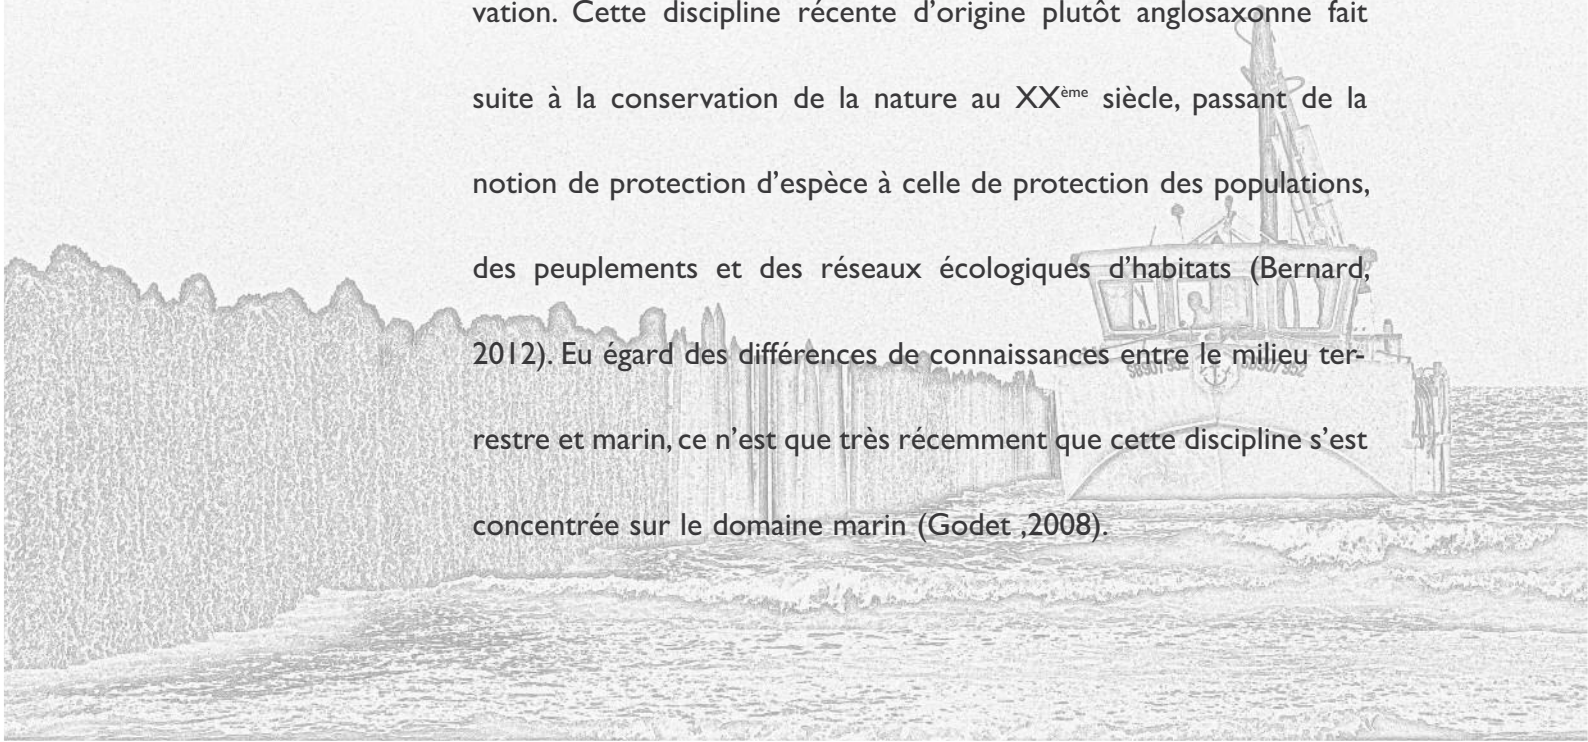 vation. Cette discipline récente d’origine plutôt anglosaxonne fait
suite à la conservation de la nature au XXème siècle, passant de la
notion de protection d’espèce à celle de protection des populations,
des peuplements et des réseaux écologiques d’habitats (Bernard,
2012). Eu égard des différences de connaissances entre le milieu ter-
restre et marin, ce n’est que très récemment que cette discipline s’est
concentrée sur le domaine marin (Godet ,2008).